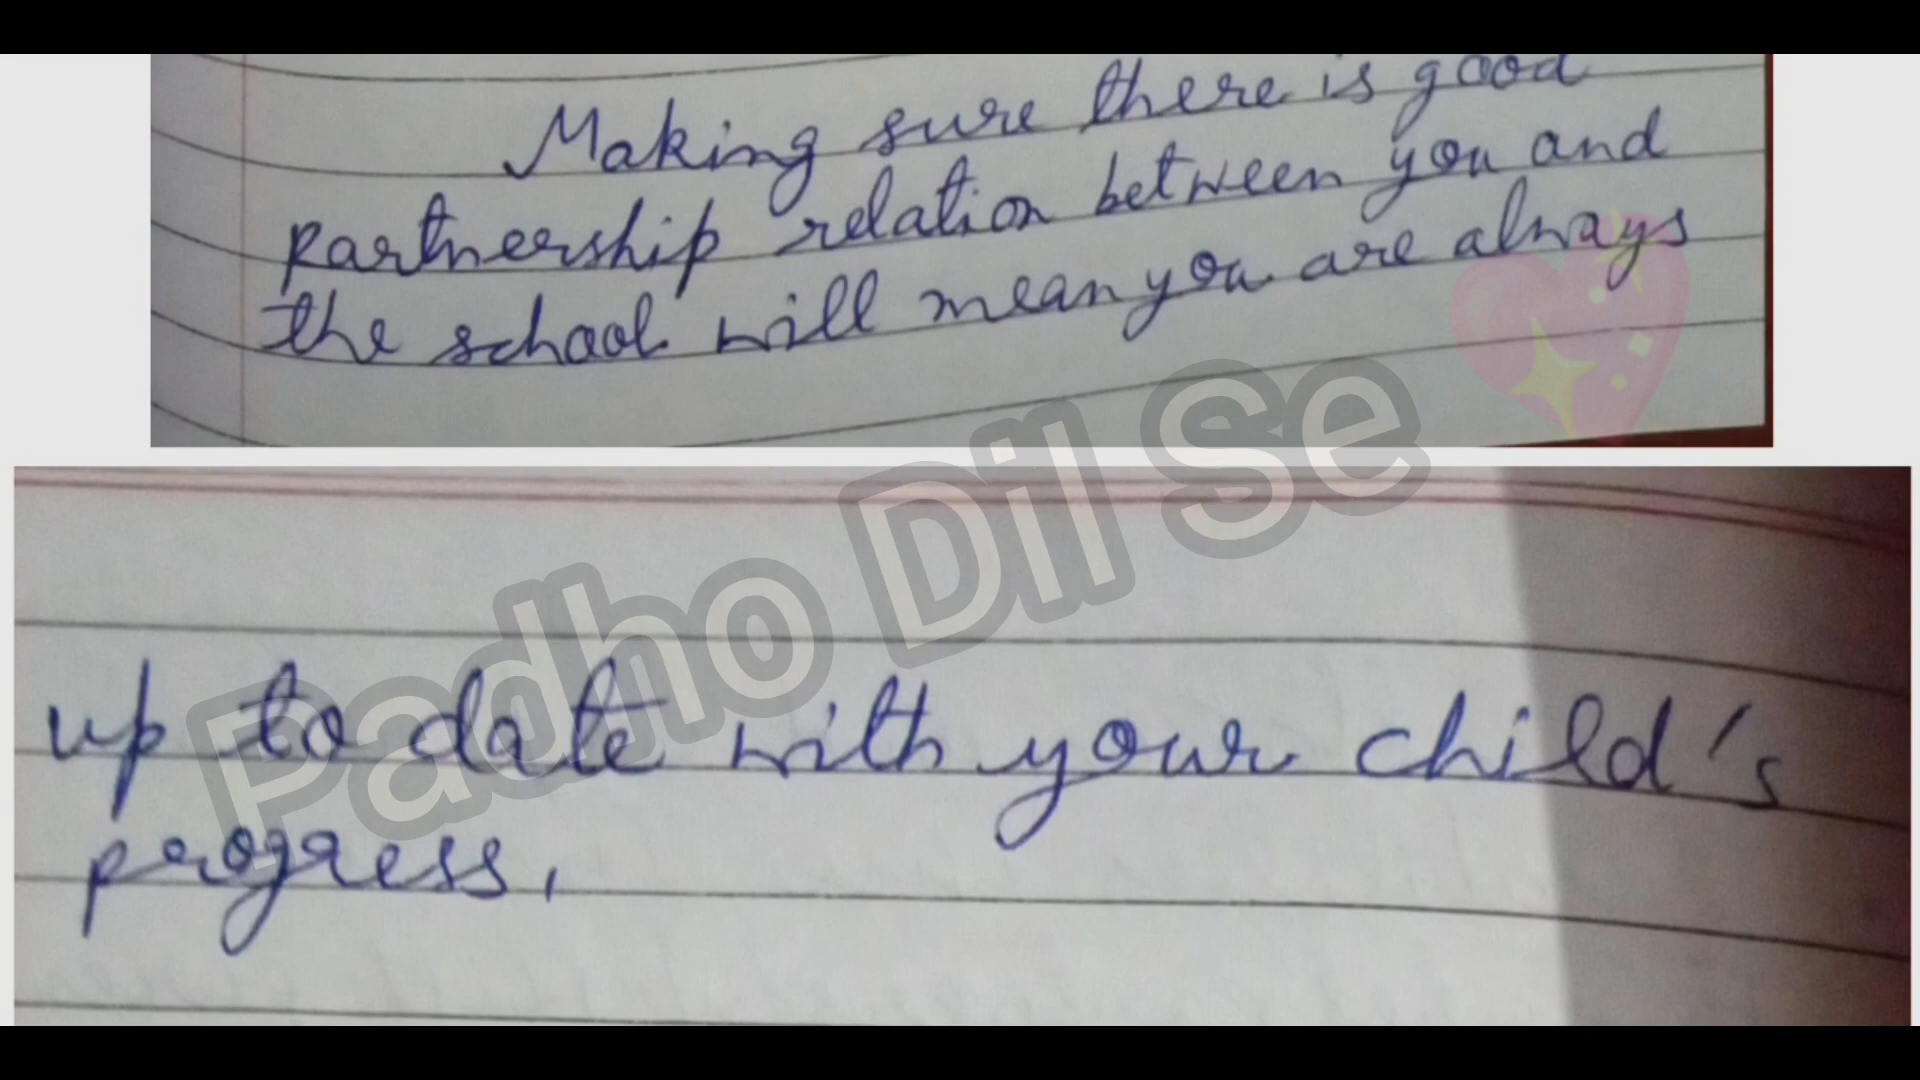 Making sure there is good
partnership relation between you and
the school will mean you are always
Padho Dil Se
up to date with your child's
progress,